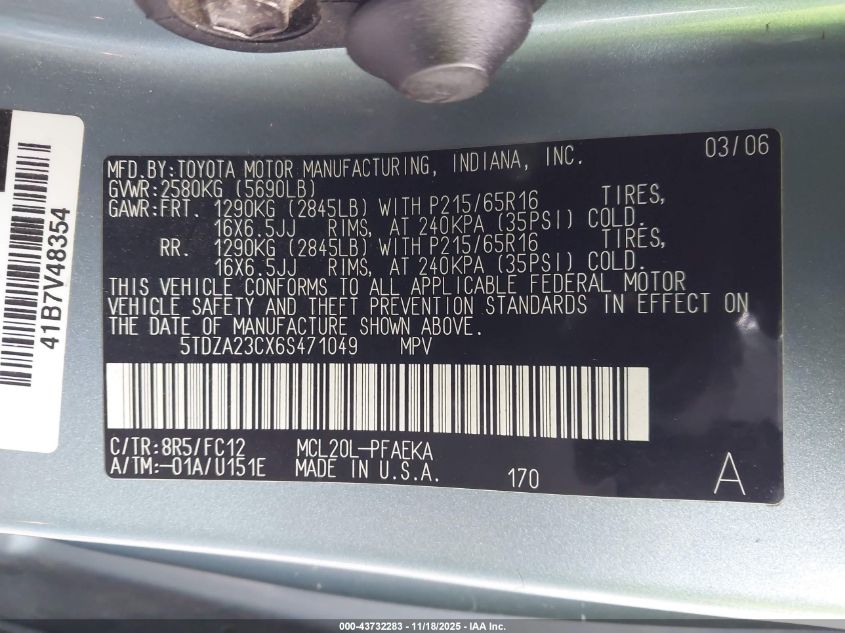 41B7V48354
MFD.BY:TOYOTA MOTOR MANUFACTURING, INDIANA, INC. 03/06
GVWR:2580KG (5690LB)
GAWR:FRT. 1290KG (2845LB) WITH P215/65R16 TIRES,
16X6.5JJ RIMS, AT 240KPA (35PSI) COLD.
RR. 1290KG (2845LB) WITH P215/65R16 TIRES,
16X6.5JJ RIMS, AT 240KPA (35PSI) COLD.
THIS VEHICLE CONFORMS TO ALL APPLICABLE FEDERAL MOTOR
VEHICLE SAFETY AND THEFT PREVENTION STANDARDS IN EFFECT ON
THE DATE OF MANUFACTURE SHOWN ABOVE.
5TDZA23CX6S471049 MPV
C/TR:8R5/FC12 MCL20L-PFAEKA
A/TM:-01A/U151E MADE IN U.S.A. 170 A
000-43732283 - 11/18/2025 - IAA Inc.